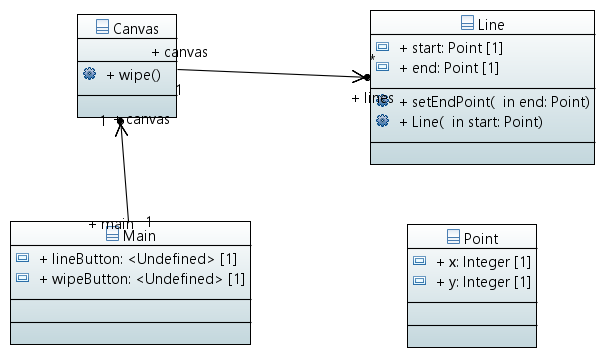 Canvas
+ wipe()
+ canvas
1
*
+ lines
Line
+ start: Point [1]
+ end: Point [1]
+ setEndPoint( in end: Point)
+ Line( in start: Point)
1
+ canvas
+ main
1
Main
+ lineButton: <Undefined> [1]
+ wipeButton: <Undefined> [1]
Point
+ x: Integer [1]
+ y: Integer [1]